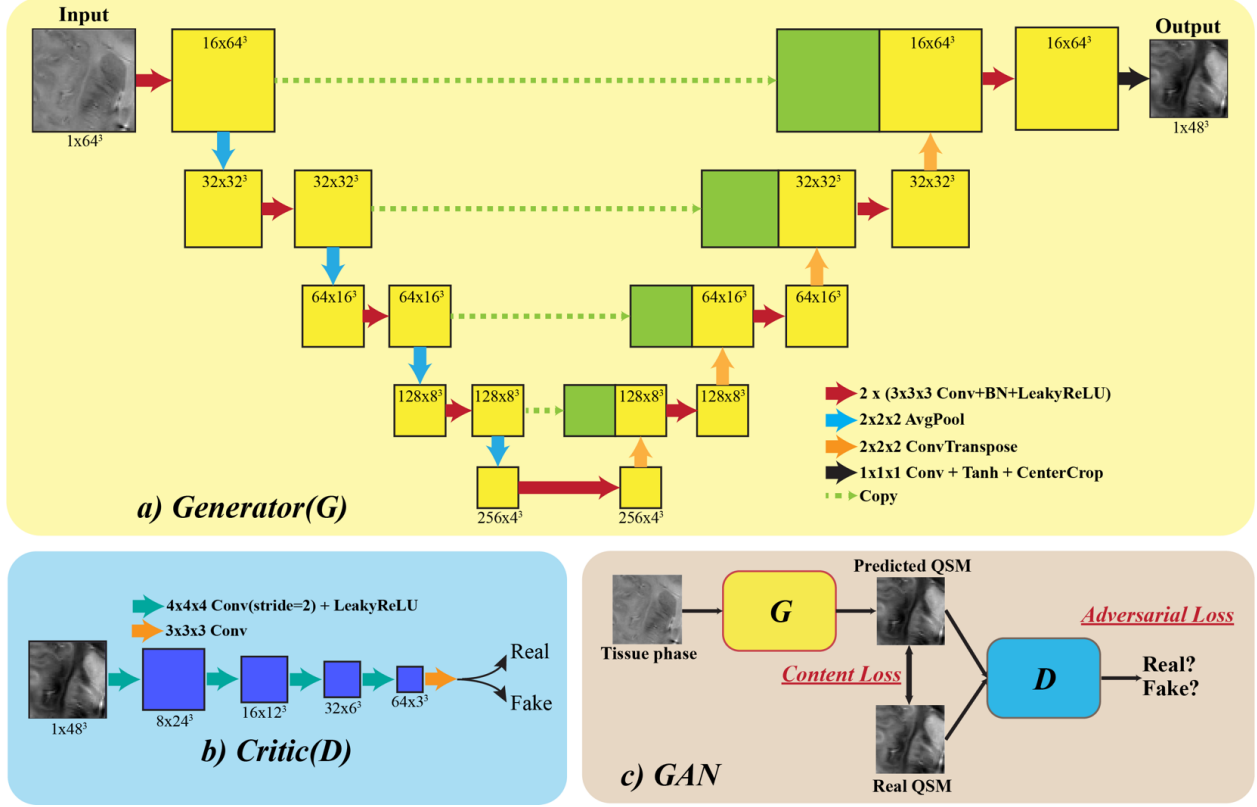 Input
1x64³
16x64³
16x64³
16x64³
Output
1x48³
32x32³
32x32³
32x32³
32x32³
64x16³
64x16³
64x16³
64x16³
128x8³
128x8³
128x8³
128x8³
256x4³
256x4³
2 x (3x3x3 Conv+BN+LeakyReLU)
2x2x2 AvgPool
2x2x2 ConvTranspose
1x1x1 Conv + Tanh + CenterCrop
Copy
a) Generator(G)
4x4x4 Conv(stride=2) + LeakyReLU
3x3x3 Conv
1x48³
8x24³
16x12³
32x6³
64x3³
Real
Fake
b) Critic(D)
Tissue phase
G
Predicted QSM
Content Loss
Real QSM
D
Adversarial Loss
Real?
Fake?
c) GAN